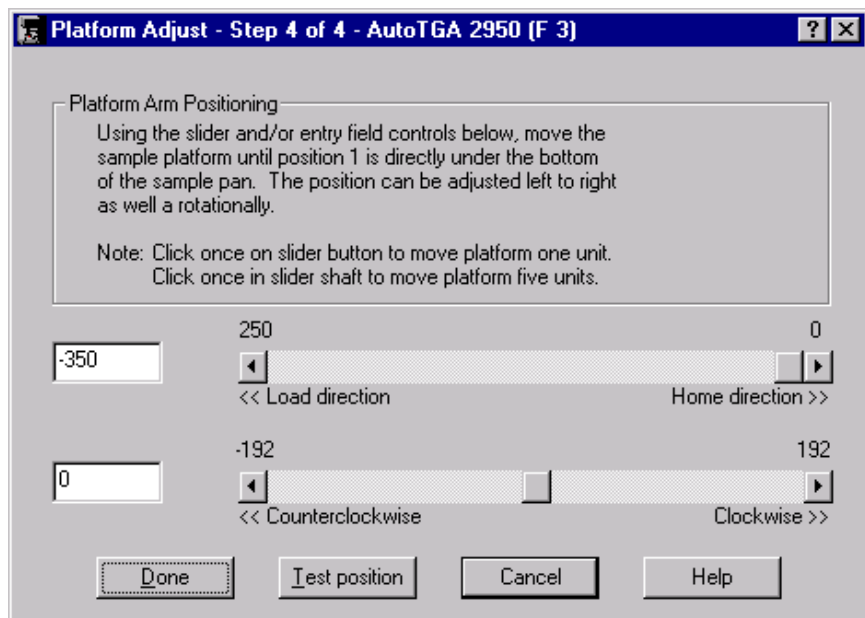 Platform Adjust - Step 4 of 4 - AutoTGA 2950 (F 3)
Platform Arm Positioning
Using the slider and/or entry field controls below, move the
sample platform until position 1 is directly under the bottom
of the sample pan. The position can be adjusted left to right
as well a rotationally.
Note: Click once on slider button to move platform one unit.
Click once in slider shaft to move platform five units.
250 0
-350
<< Load direction Home direction >>
-192 192
0
<< Counterclockwise Clockwise >>
Done Test position Cancel Help